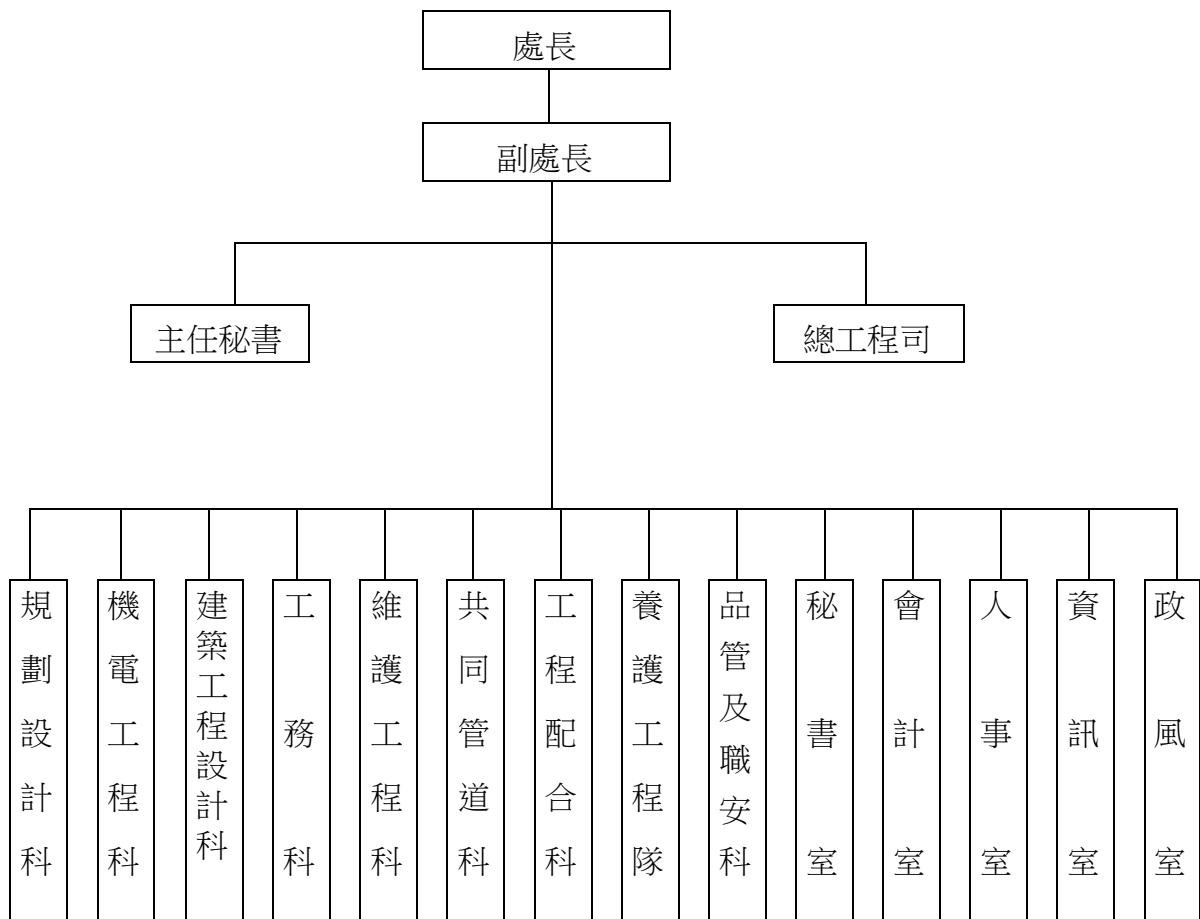 處長
副處長
主任秘書
總工程司
規劃設計科
機電工程科
建築工程設計科
工務科
維護工程科
共同管道科
工程配合科
養護工程隊
品管及職安科
秘書室
會計室
人事室
資訊室
政風室